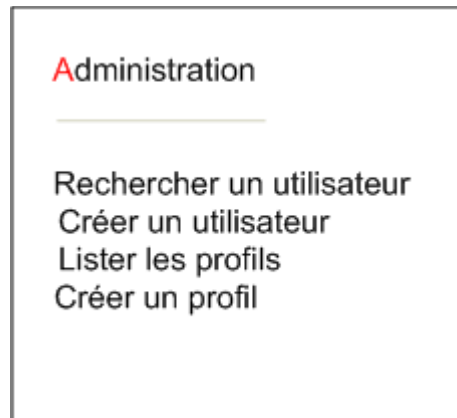 Administration
Rechercher un utilisateur
Créer un utilisateur
Lister les profils
Créer un profil